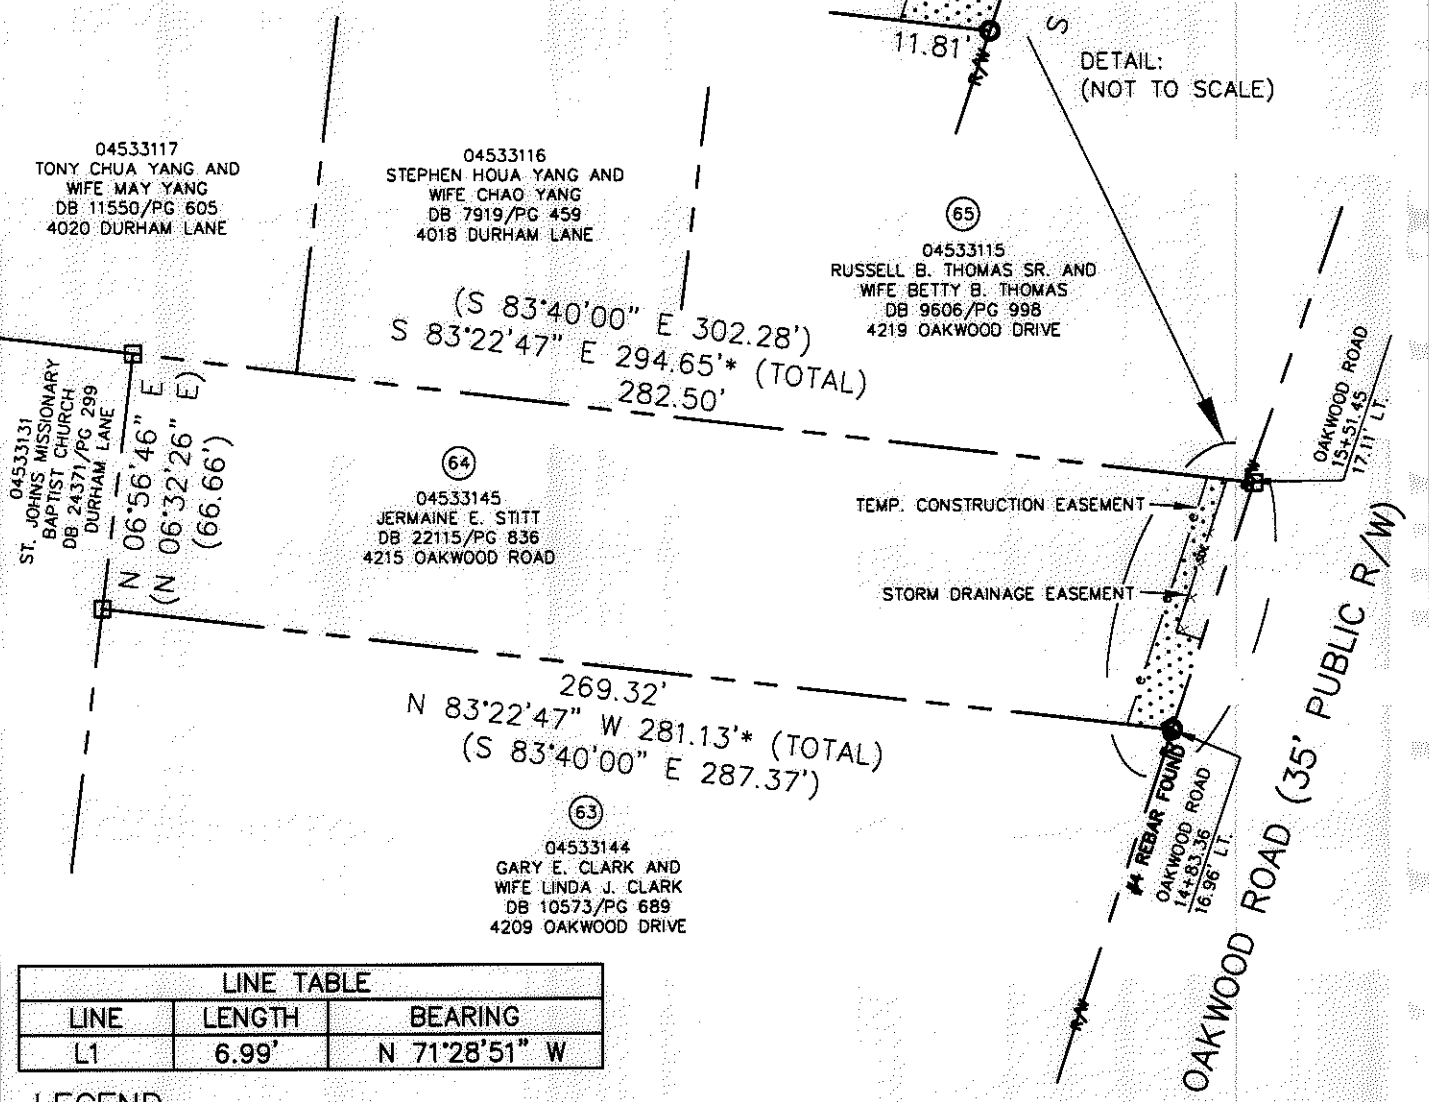 11.81'
R/W
S
DETAIL:
(NOT TO SCALE)
04533117
TONY CHUA YANG AND
WIFE MAY YANG
DB 11550/PG 605
4020 DURHAM LANE
04533116
STEPHEN HOUA YANG AND
WIFE CHAO YANG
DB 7919/PG 459
4018 DURHAM LANE
65
04533115
RUSSELL B. THOMAS SR. AND
WIFE BETTY B. THOMAS
DB 9606/PG 998
4219 OAKWOOD DRIVE
(S 83°40'00" E 302.28')
S 83°22'47" E 294.65'* (TOTAL)
282.50'
OAKWOOD ROAD
15+51.45
17.11' LT.
04533131
ST. JOHNS MISSIONARY
BAPTIST CHURCH
DB 24371/PG 299
DURHAM LANE
N 06°56'46" E
(N 06°32'26" E)
(66.66')
64
04533145
JERMAINE E. STITT
DB 22115/PG 836
4215 OAKWOOD ROAD
TEMP. CONSTRUCTION EASEMENT
STORM DRAINAGE EASEMENT
269.32'
N 83°22'47" W 281.13'* (TOTAL)
(S 83°40'00" E 287.37')
63
04533144
GARY E. CLARK AND
WIFE LINDA J. CLARK
DB 10573/PG 689
4209 OAKWOOD DRIVE
#4 REBAR FOUND
OAKWOOD ROAD
14+83.36
16.96' LT.
R/W
OAKWOOD ROAD (35' PUBLIC R/W)
LINE TABLE
LINE LENGTH BEARING
L1 6.99' N 71°28'51" W
LEGEND